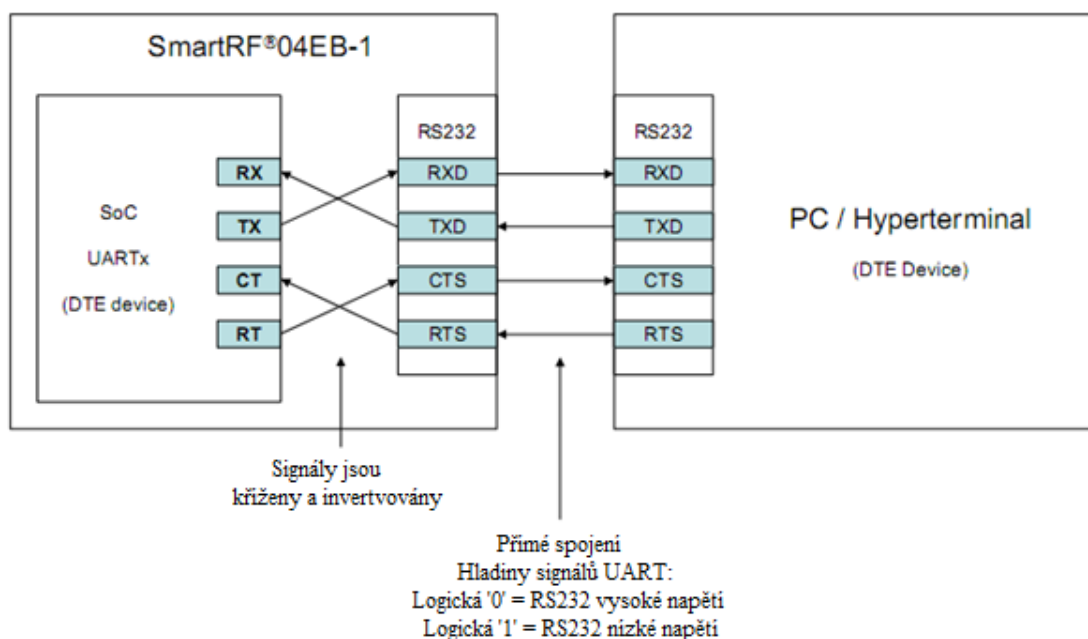 SmartRF®04EB-1
SoC
UARTx
(DTE device)
RX
TX
CT
RT
RS232
RXD
TXD
CTS
RTS
RS232
RXD
TXD
CTS
RTS
PC / Hyperterminal
(DTE Device)
Signály jsou
kříženy a invertvovány
Přímé spojení
Hladiny signálů UART:
Logická '0' = RS232 vysoké napětí
Logická '1' = RS232 nízké napětí